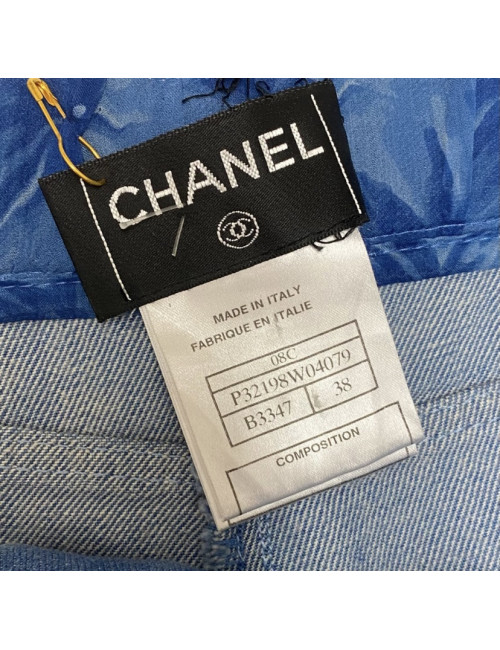 CHANEL
MADE IN ITALY
FABRIQUE EN ITALIE
08C
P32198W04079
B3347 38
COMPOSITION